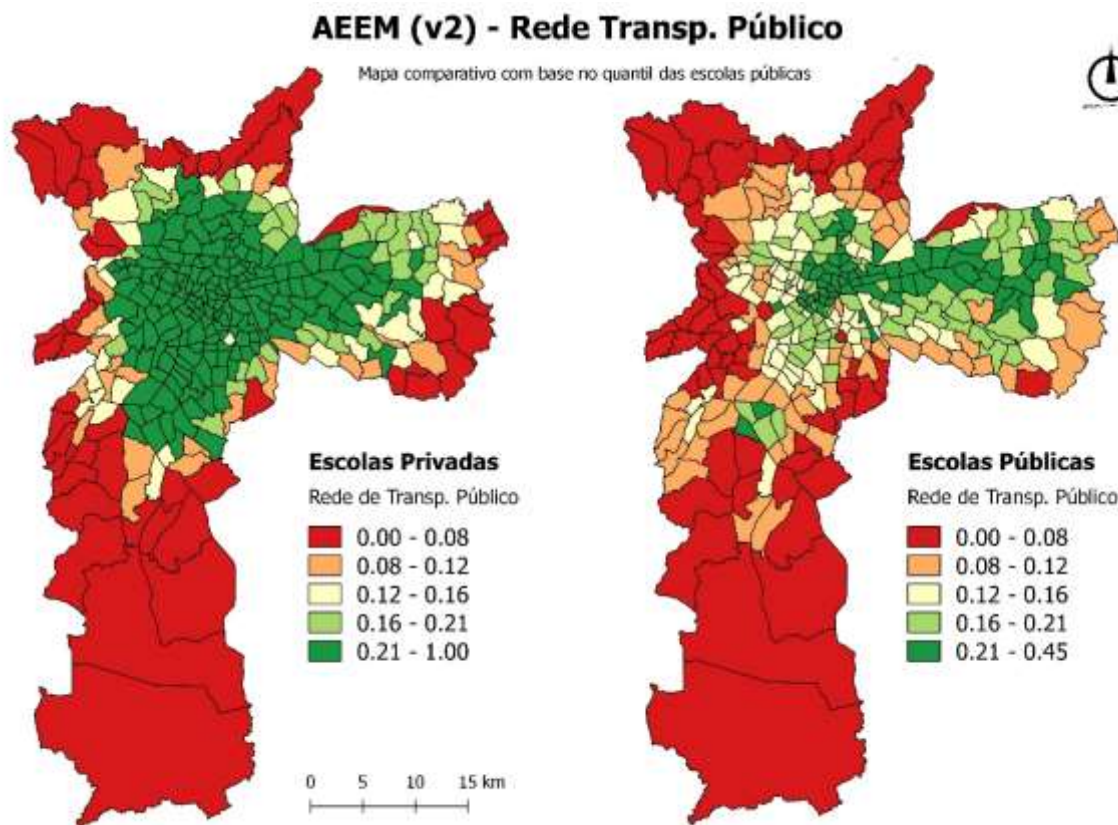 AEEM (v2) - Rede Transp. Público
Mapa comparativo com base no quantil das escolas públicas
Escolas Privadas
Rede de Transp. Público
0.00 - 0.08
0.08 - 0.12
0.12 - 0.16
0.16 - 0.21
0.21 - 1.00
0 5 10 15 km
Escolas Públicas
Rede de Transp. Público
0.00 - 0.08
0.08 - 0.12
0.12 - 0.16
0.16 - 0.21
0.21 - 0.45